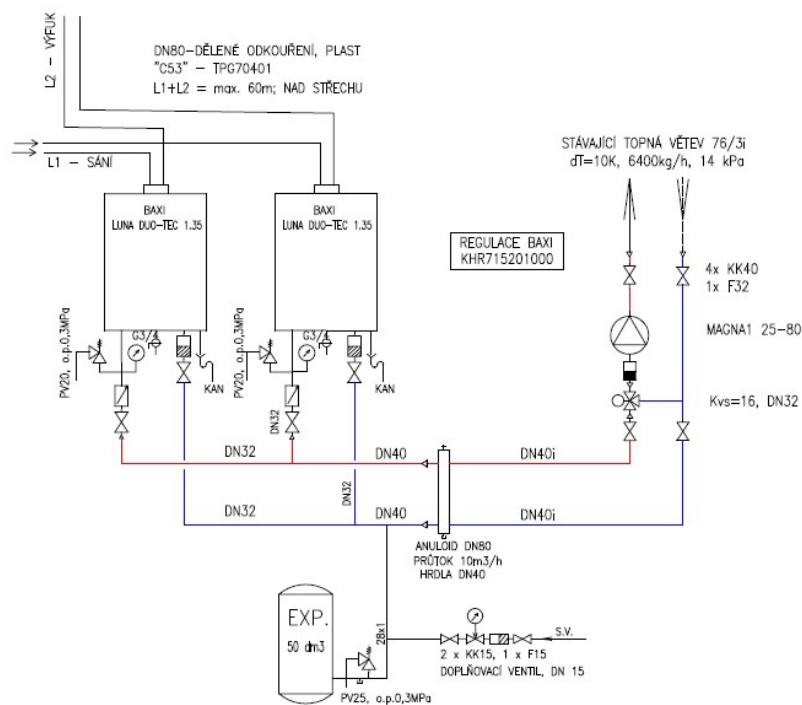 L2 – VÝFUK
DN80–DĚLENÉ ODKOUŘENÍ, PLAST
"C53" – TPG70401
L1+L2 = max. 60m; NAD STŘECHU
L1 – SÁNÍ
STÁVAJÍCÍ TOPNÁ VĚTEV 76/3i
dT=10K, 6400kg/h, 14 kPa
BAXI
LUNA DUO–TEC 1.35
BAXI
LUNA DUO–TEC 1.35
REGULACE BAXI
KHR715201000
4x KK40
1x F32
MAGNA1 25–80
Kvs=16, DN32
PV20, o.p.0,3MPa
G3/4
KAN
PV20, o.p.0,3MPa
G3/4
KAN
DN32
DN32
DN40
DN40i
DN32
DN32
DN40
DN40i
ANULOID DN80
PRŮTOK 10m3/h
HRDLA DN40
EXP.
50 dm3
28x1
S.V.
2 x KK15, 1 x F15
DOPLŇOVACÍ VENTIL, DN 15
PV25, o.p.0,3MPa